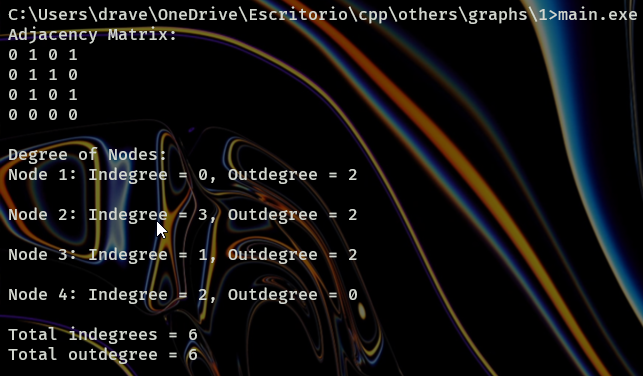 C:\Users\drave\OneDrive\Escritorio\cpp\others\graphs\1>main.exe
Adjacency Matrix:
0 1 0 1
0 1 1 0
0 1 0 1
0 0 0 0
Degree of Nodes:
Node 1: Indegree = 0, Outdegree = 2
Node 2: Indegree = 3, Outdegree = 2
Node 3: Indegree = 1, Outdegree = 2
Node 4: Indegree = 2, Outdegree = 0
Total indegrees = 6
Total outdegree = 6